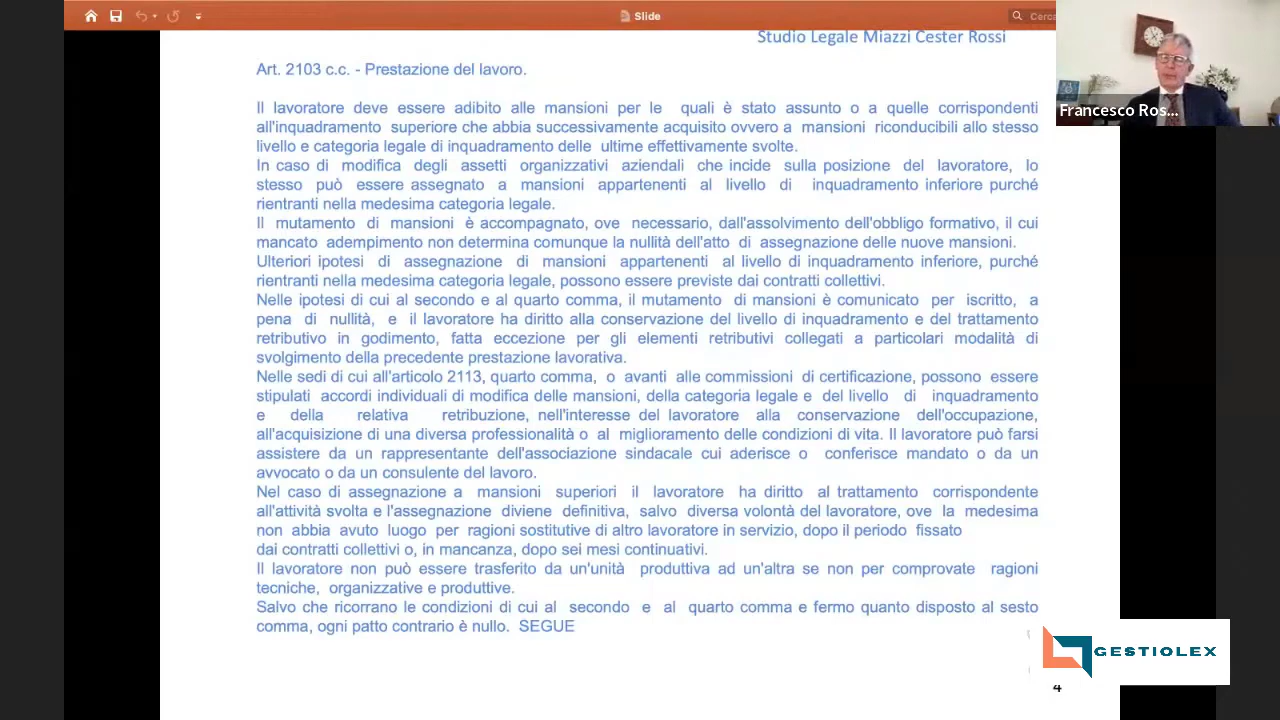 Slide
Cerca
Studio Legale Miazzi Cester Rossi
Art. 2103 c.c. - Prestazione del lavoro.
Il lavoratore deve essere adibito alle mansioni per le quali è stato assunto o a quelle corrispondenti
all'inquadramento superiore che abbia successivamente acquisito ovvero a mansioni riconducibili allo stesso
livello e categoria legale di inquadramento delle ultime effettivamente svolte.
In caso di modifica degli assetti organizzativi aziendali che incide sulla posizione del lavoratore, lo
stesso può essere assegnato a mansioni appartenenti al livello di inquadramento inferiore purché
rientranti nella medesima categoria legale.
Il mutamento di mansioni è accompagnato, ove necessario, dall'assolvimento dell'obbligo formativo, il cui
mancato adempimento non determina comunque la nullità dell'atto di assegnazione delle nuove mansioni.
Ulteriori ipotesi di assegnazione di mansioni appartenenti al livello di inquadramento inferiore, purché
rientranti nella medesima categoria legale, possono essere previste dai contratti collettivi.
Nelle ipotesi di cui al secondo e al quarto comma, il mutamento di mansioni è comunicato per iscritto, a
pena di nullità, e il lavoratore ha diritto alla conservazione del livello di inquadramento e del trattamento
retributivo in godimento, fatta eccezione per gli elementi retributivi collegati a particolari modalità di
svolgimento della precedente prestazione lavorativa.
Nelle sedi di cui all'articolo 2113, quarto comma, o avanti alle commissioni di certificazione, possono essere
stipulati accordi individuali di modifica delle mansioni, della categoria legale e del livello di inquadramento
e della relativa retribuzione, nell'interesse del lavoratore alla conservazione dell'occupazione,
all'acquisizione di una diversa professionalità o al miglioramento delle condizioni di vita. Il lavoratore può farsi
assistere da un rappresentante dell'associazione sindacale cui aderisce o conferisce mandato o da un
avvocato o da un consulente del lavoro.
Nel caso di assegnazione a mansioni superiori il lavoratore ha diritto al trattamento corrispondente
all'attività svolta e l'assegnazione diviene definitiva, salvo diversa volontà del lavoratore, ove la medesima
non abbia avuto luogo per ragioni sostitutive di altro lavoratore in servizio, dopo il periodo fissato
dai contratti collettivi o, in mancanza, dopo sei mesi continuativi.
Il lavoratore non può essere trasferito da un'unità produttiva ad un'altra se non per comprovate ragioni
tecniche, organizzative e produttive.
Salvo che ricorrano le condizioni di cui al secondo e al quarto comma e fermo quanto disposto al sesto
comma, ogni patto contrario è nullo. SEGUE
Francesco Ros...
GESTIOLEX
4